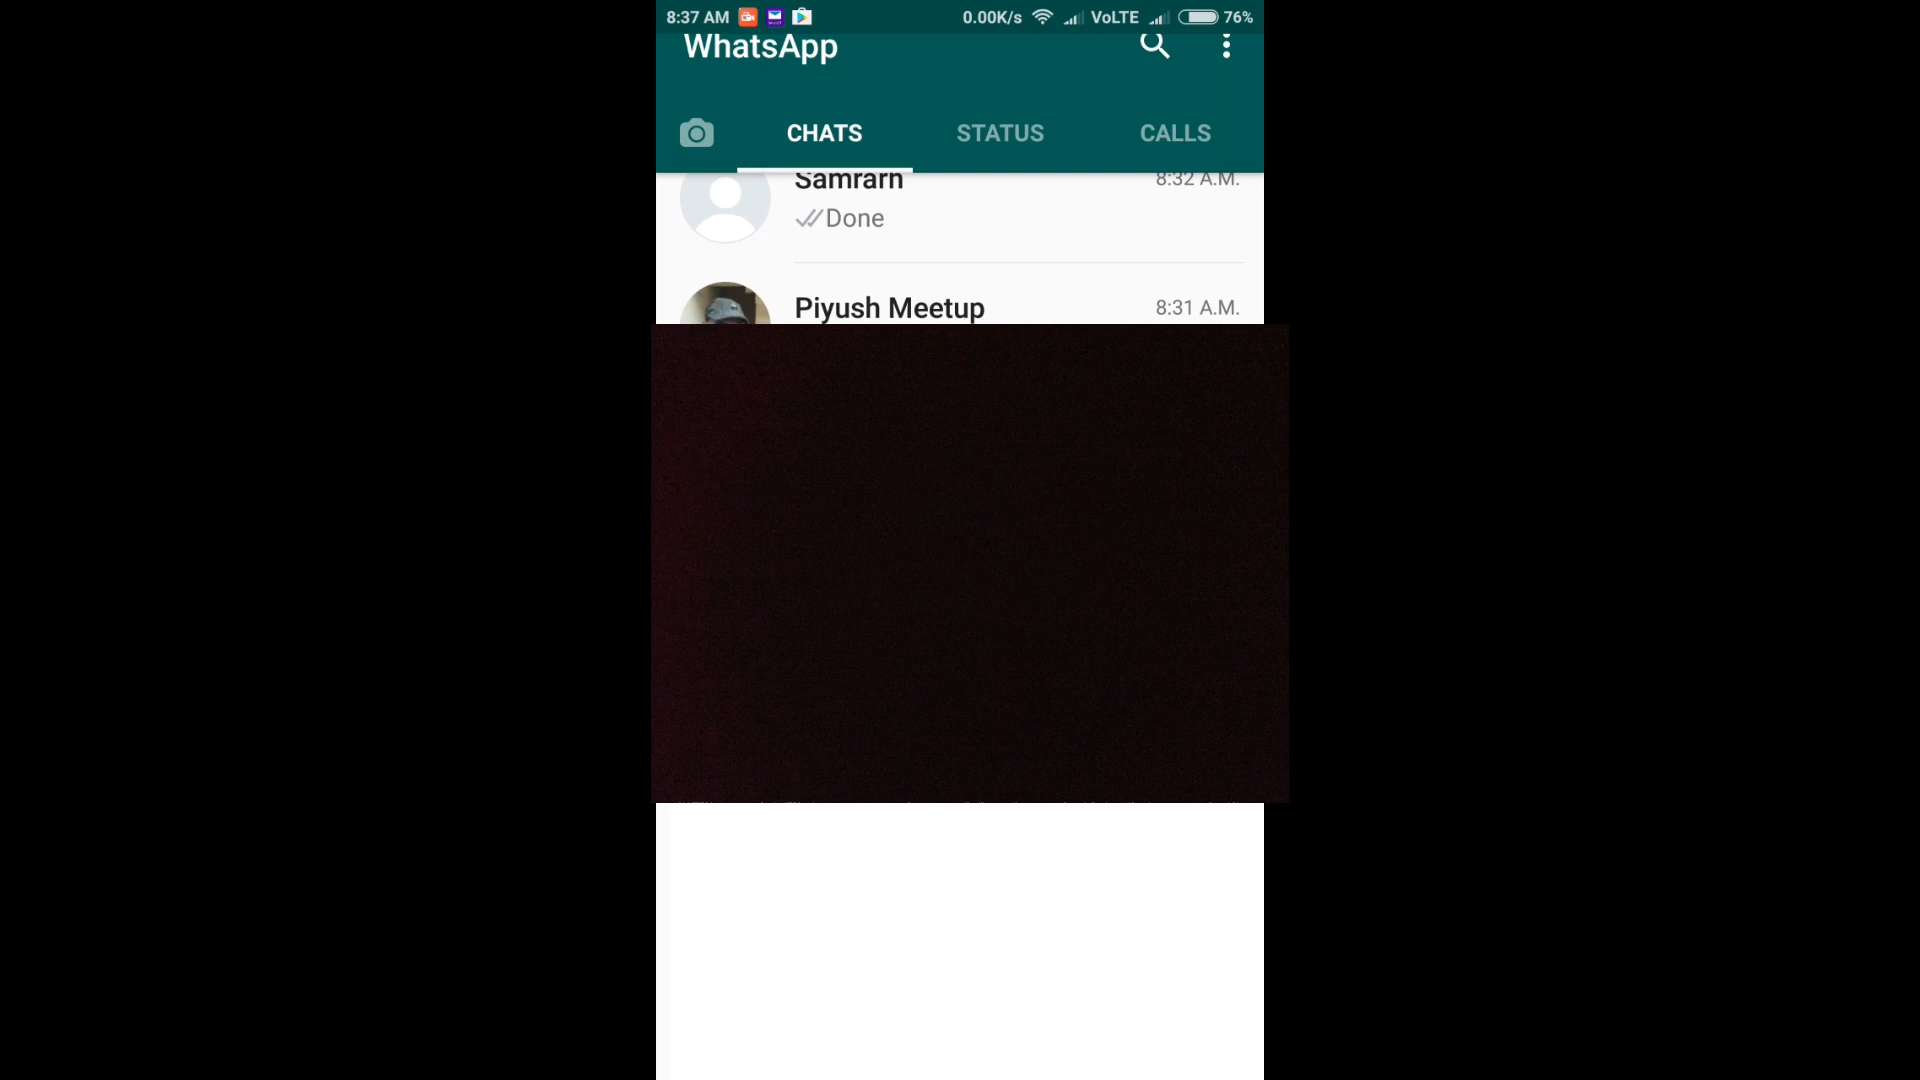 8:37 AM 0.00K/s VoLTE 76%
WhatsApp
CHATS STATUS CALLS
Samrarn 8:32 A.M.
Done
Piyush Meetup 8:31 A.M.